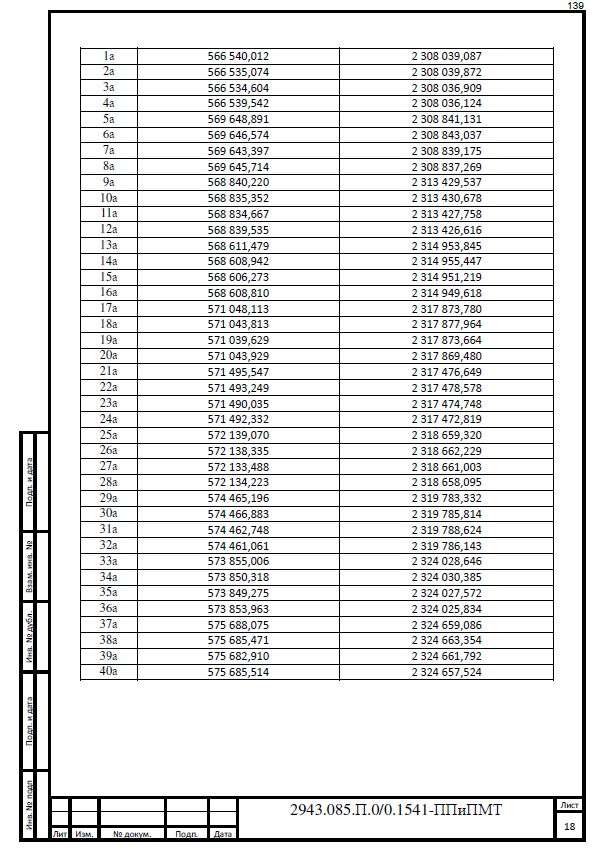 139
1а 566 540,012 2 308 039,087
2а 566 535,074 2 308 039,872
3а 566 534,604 2 308 036,909
4а 566 539,542 2 308 036,124
5а 569 648,891 2 308 841,131
6а 569 646,574 2 308 843,037
7а 569 643,397 2 308 839,175
8а 569 645,714 2 308 837,269
9а 568 840,220 2 313 429,537
10а 568 835,352 2 313 430,678
11а 568 834,667 2 313 427,758
12а 568 839,535 2 313 426,616
13а 568 611,479 2 314 953,845
14а 568 608,942 2 314 955,447
15а 568 606,273 2 314 951,219
16а 568 608,810 2 314 949,618
17а 571 048,113 2 317 873,780
18а 571 043,813 2 317 877,964
19а 571 039,629 2 317 873,664
20а 571 043,929 2 317 869,480
21а 571 495,547 2 317 476,649
22а 571 493,249 2 317 478,578
23а 571 490,035 2 317 474,748
24а 571 492,332 2 317 472,819
25а 572 139,070 2 318 659,320
26а 572 138,335 2 318 662,229
27а 572 133,488 2 318 661,003
28а 572 134,223 2 318 658,095
29а 574 465,196 2 319 783,332
30а 574 466,883 2 319 785,814
31а 574 462,748 2 319 788,624
32а 574 461,061 2 319 786,143
33а 573 855,006 2 324 028,646
34а 573 850,318 2 324 030,385
35а 573 849,275 2 324 027,572
36а 573 853,963 2 324 025,834
37а 575 688,075 2 324 659,086
38а 575 685,471 2 324 663,354
39а 575 682,910 2 324 661,792
40а 575 685,514 2 324 657,524
Подп. и дата
Взам. инв. №
Инв. № дубл.
Подп. и дата
Инв. № подп
Лит Изм. № докум. Подп. Дата
2943.085.П.0/0.1541-ППиПМТ
Лист
18